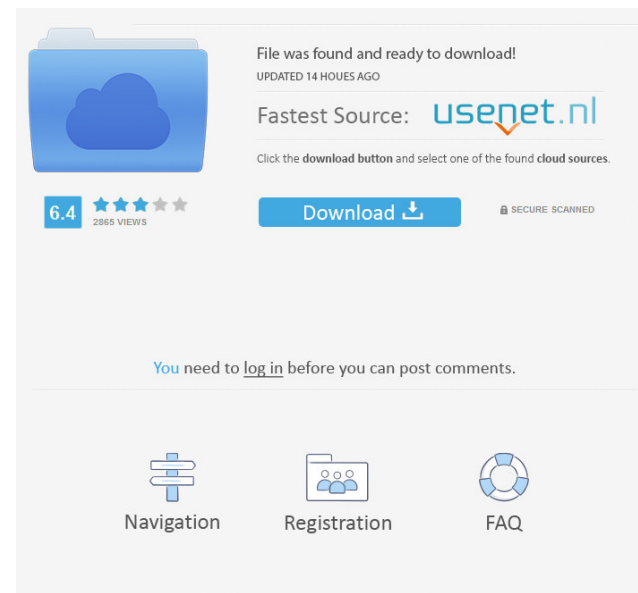 File was found and ready to download!
UPDATED 14 HOUES AGO
Fastest Source: usenet.nl
Click the download button and select one of the found cloud sources.
6.4
2865 VIEWS
Download
SECURE SCANNED
You need to log in before you can post comments.
Navigation
Registration
FAQ